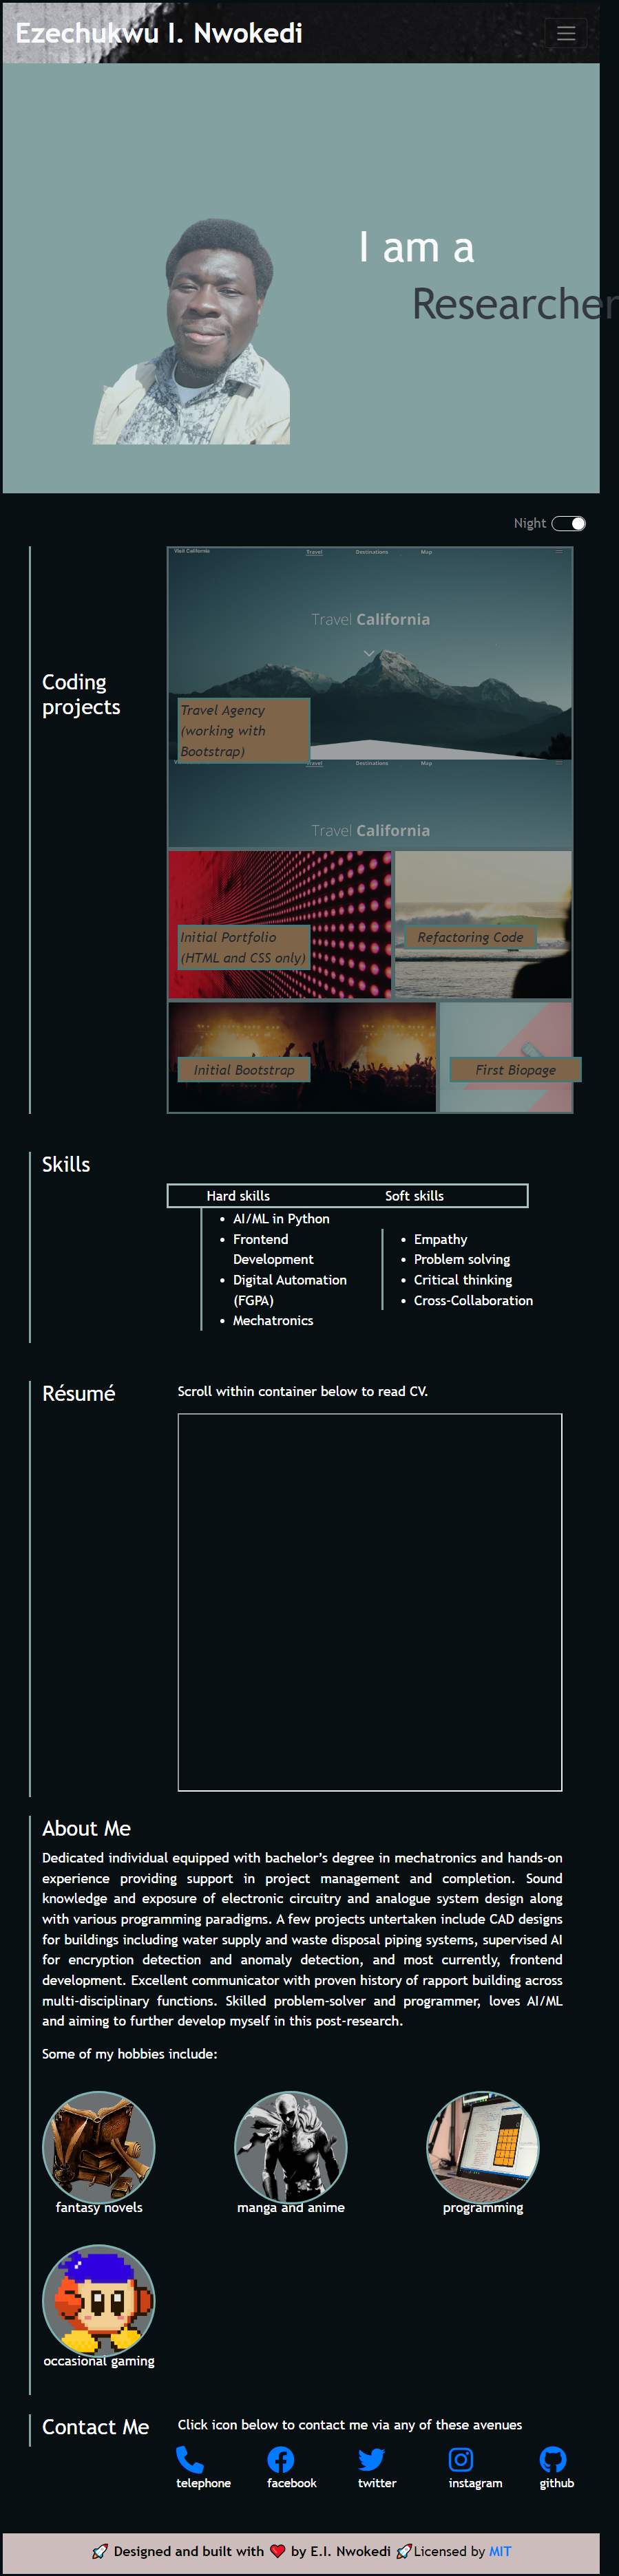 Ezechukwu I. Nwokedi
I am a
Researcher
Night
Visit California
Travel
Destinations
Map
Travel California
Coding
projects
Travel Agency
(working with
Bootstrap)
Travel
Destinations
Map
Travel California
Initial Portfolio
(HTML and CSS only)
Refactoring Code
Initial Bootstrap
First Biopage
Skills
Hard skills
Soft skills
• AI/ML in Python
• Frontend
Development
• Digital Automation
(FGPA)
• Mechatronics
• Empathy
• Problem solving
• Critical thinking
• Cross-Collaboration
Résumé
Scroll within container below to read CV.
About Me
Dedicated individual equipped with bachelor's degree in mechatronics and hands-on
experience providing support in project management and completion. Sound
knowledge and exposure of electronic circuitry and analogue system design along
with various programming paradigms. A few projects untertaken include CAD designs
for buildings including water supply and waste disposal piping systems, supervised AI
for encryption detection and anomaly detection, and most currently, frontend
development. Excellent communicator with proven history of rapport building across
multi-disciplinary functions. Skilled problem-solver and programmer, loves AI/ML
and aiming to further develop myself in this post-research.
Some of my hobbies include:
fantasy novels
manga and anime
programming
occasional gaming
Contact Me
Click icon below to contact me via any of these avenues
telephone
facebook
twitter
instagram
github
🚀 Designed and built with ❤️ by E.I. Nwokedi 🚀Licensed by MIT